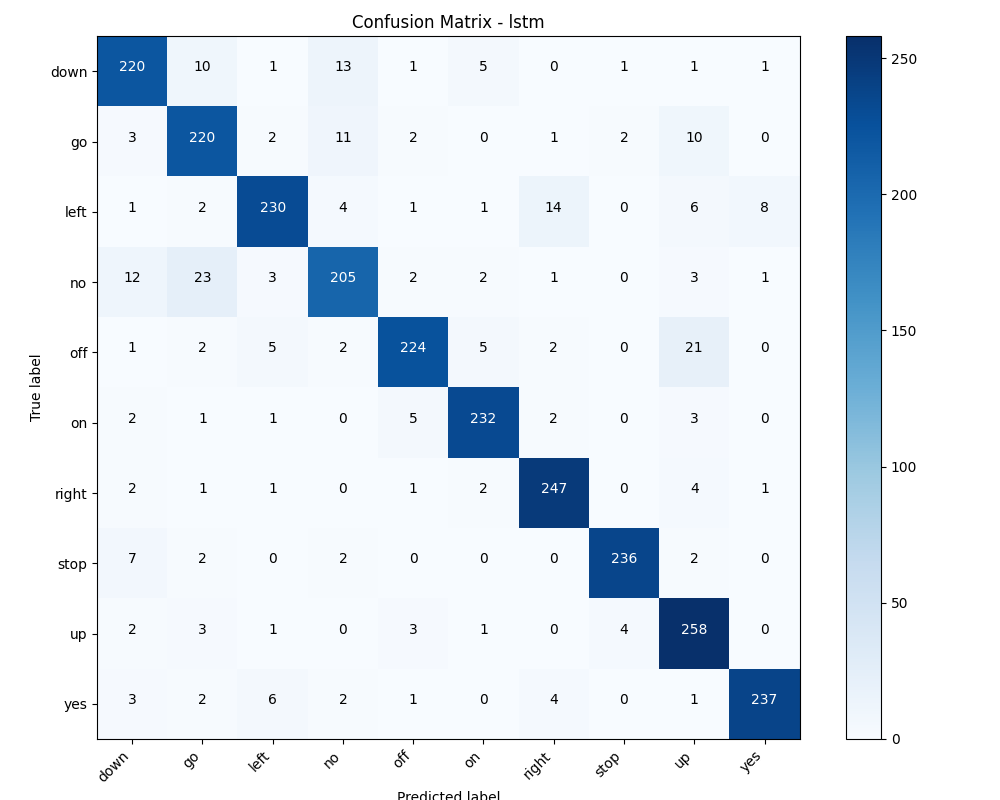 Confusion Matrix - lstm
down 220 10 1 13 1 5 0 1 1 1
go 3 220 2 11 2 0 1 2 10 0
left 1 2 230 4 1 1 14 0 6 8
no 12 23 3 205 2 2 1 0 3 1
off 1 2 5 2 224 5 2 0 21 0
on 2 1 1 0 5 232 2 0 3 0
right 2 1 1 0 1 2 247 0 4 1
stop 7 2 0 2 0 0 0 236 2 0
up 2 3 1 0 3 1 0 4 258 0
yes 3 2 6 2 1 0 4 0 1 237
down go left no off on right stop up yes
True label
Predicted label
250
200
150
100
50
0